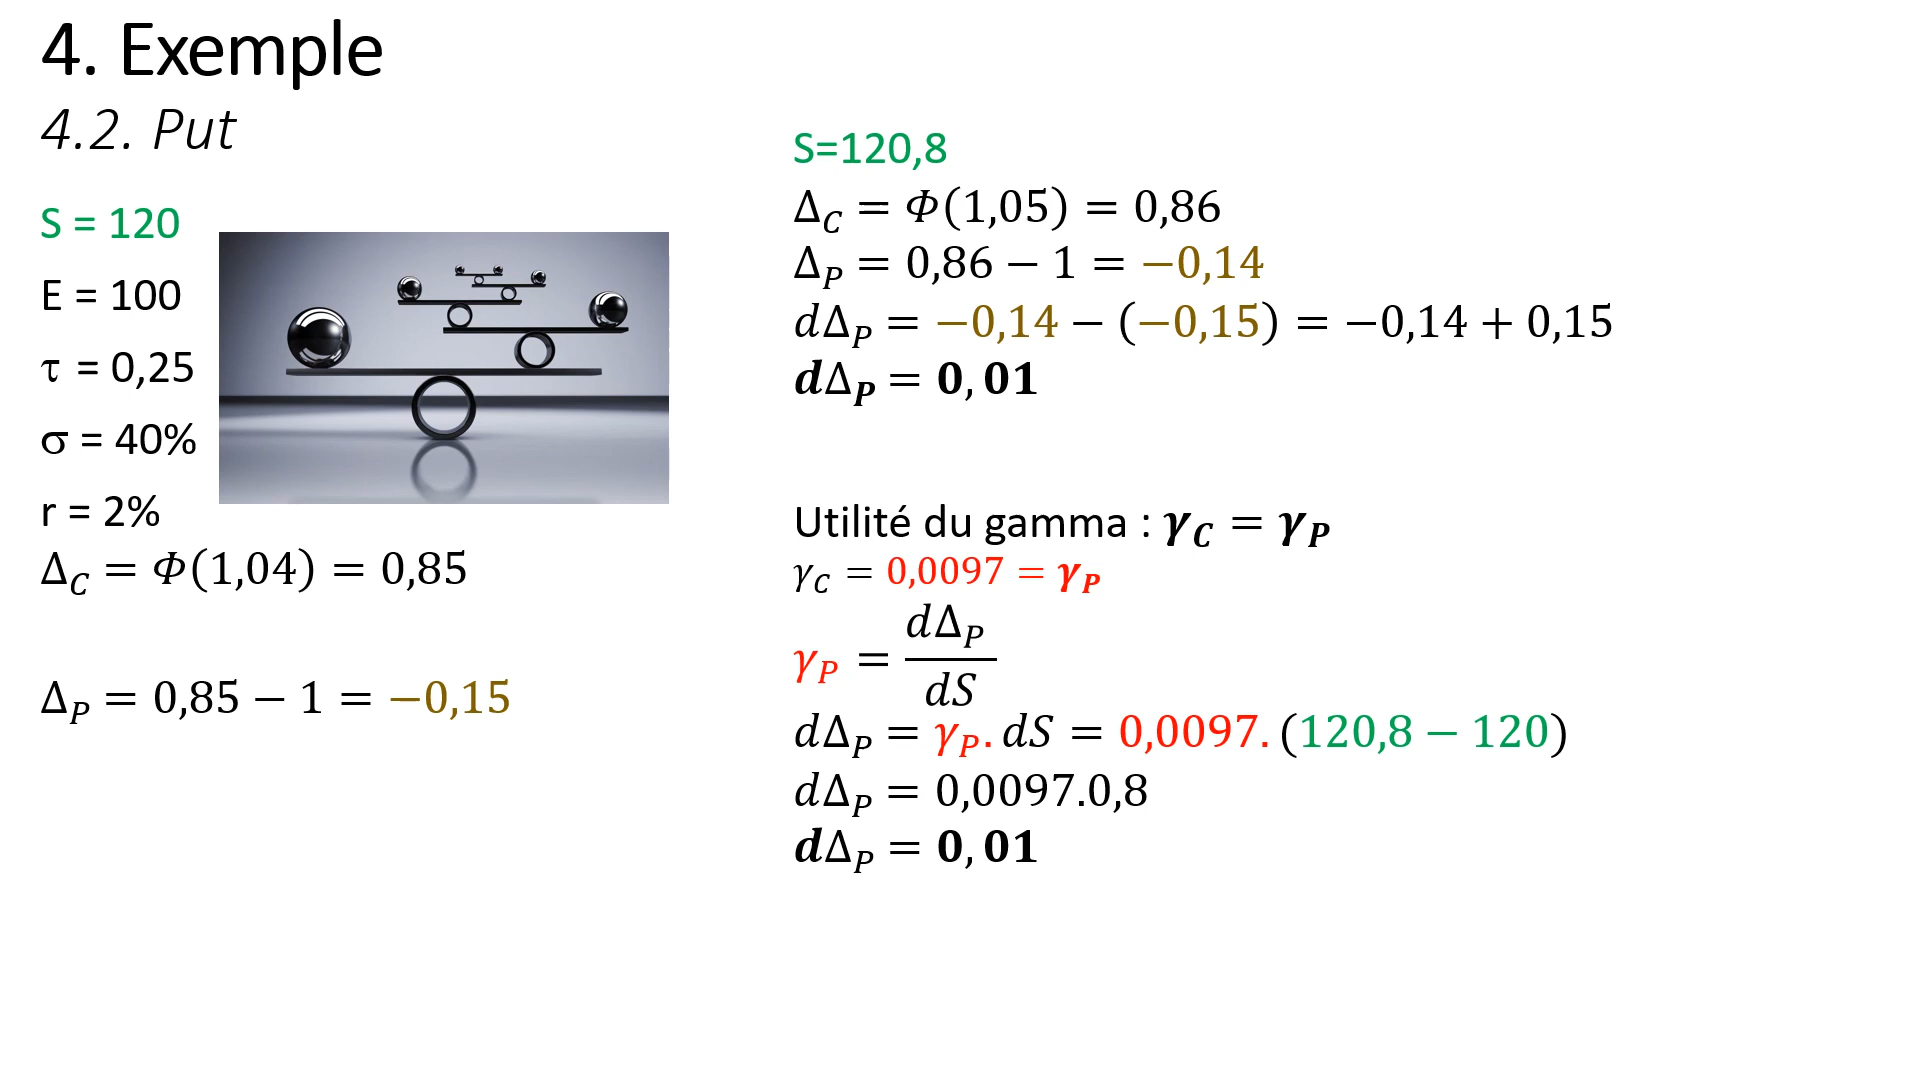 4. Exemple
4.2. Put
S = 120
E = 100
τ = 0,25
σ = 40%
r = 2%
Δ_C = Φ(1,04) = 0,85
Δ_P = 0,85 − 1 = −0,15
S=120,8
Δ_C = Φ(1,05) = 0,86
Δ_P = 0,86 − 1 = −0,14
dΔ_P = −0,14 − (−0,15) = −0,14 + 0,15
dΔ_P = 0,01
Utilité du gamma : γ_C = γ_P
γ_C = 0,0097 = γ_P
γ_P = dΔ_P / dS
dΔ_P = γ_P. dS = 0,0097. (120,8 − 120)
dΔ_P = 0,0097.0,8
dΔ_P = 0,01